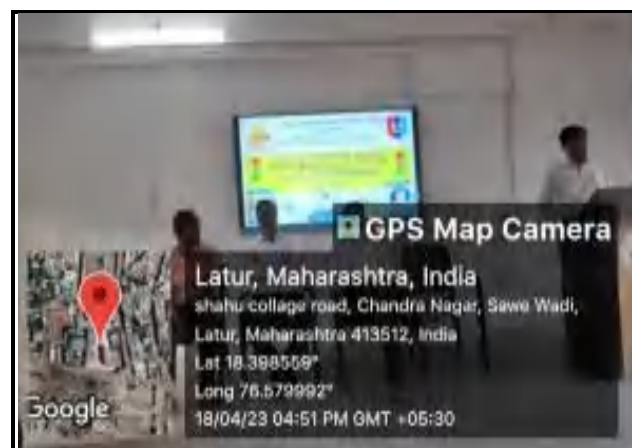 GPS Map Camera
Latur, Maharashtra, India
shahu collage road, Chandra Nagar, Sawe Wadi,
Latur, Maharashtra 413512, India
Lat 18.398559°
Long 76.579992°
18/04/23 04:51 PM GMT +05:30
Google